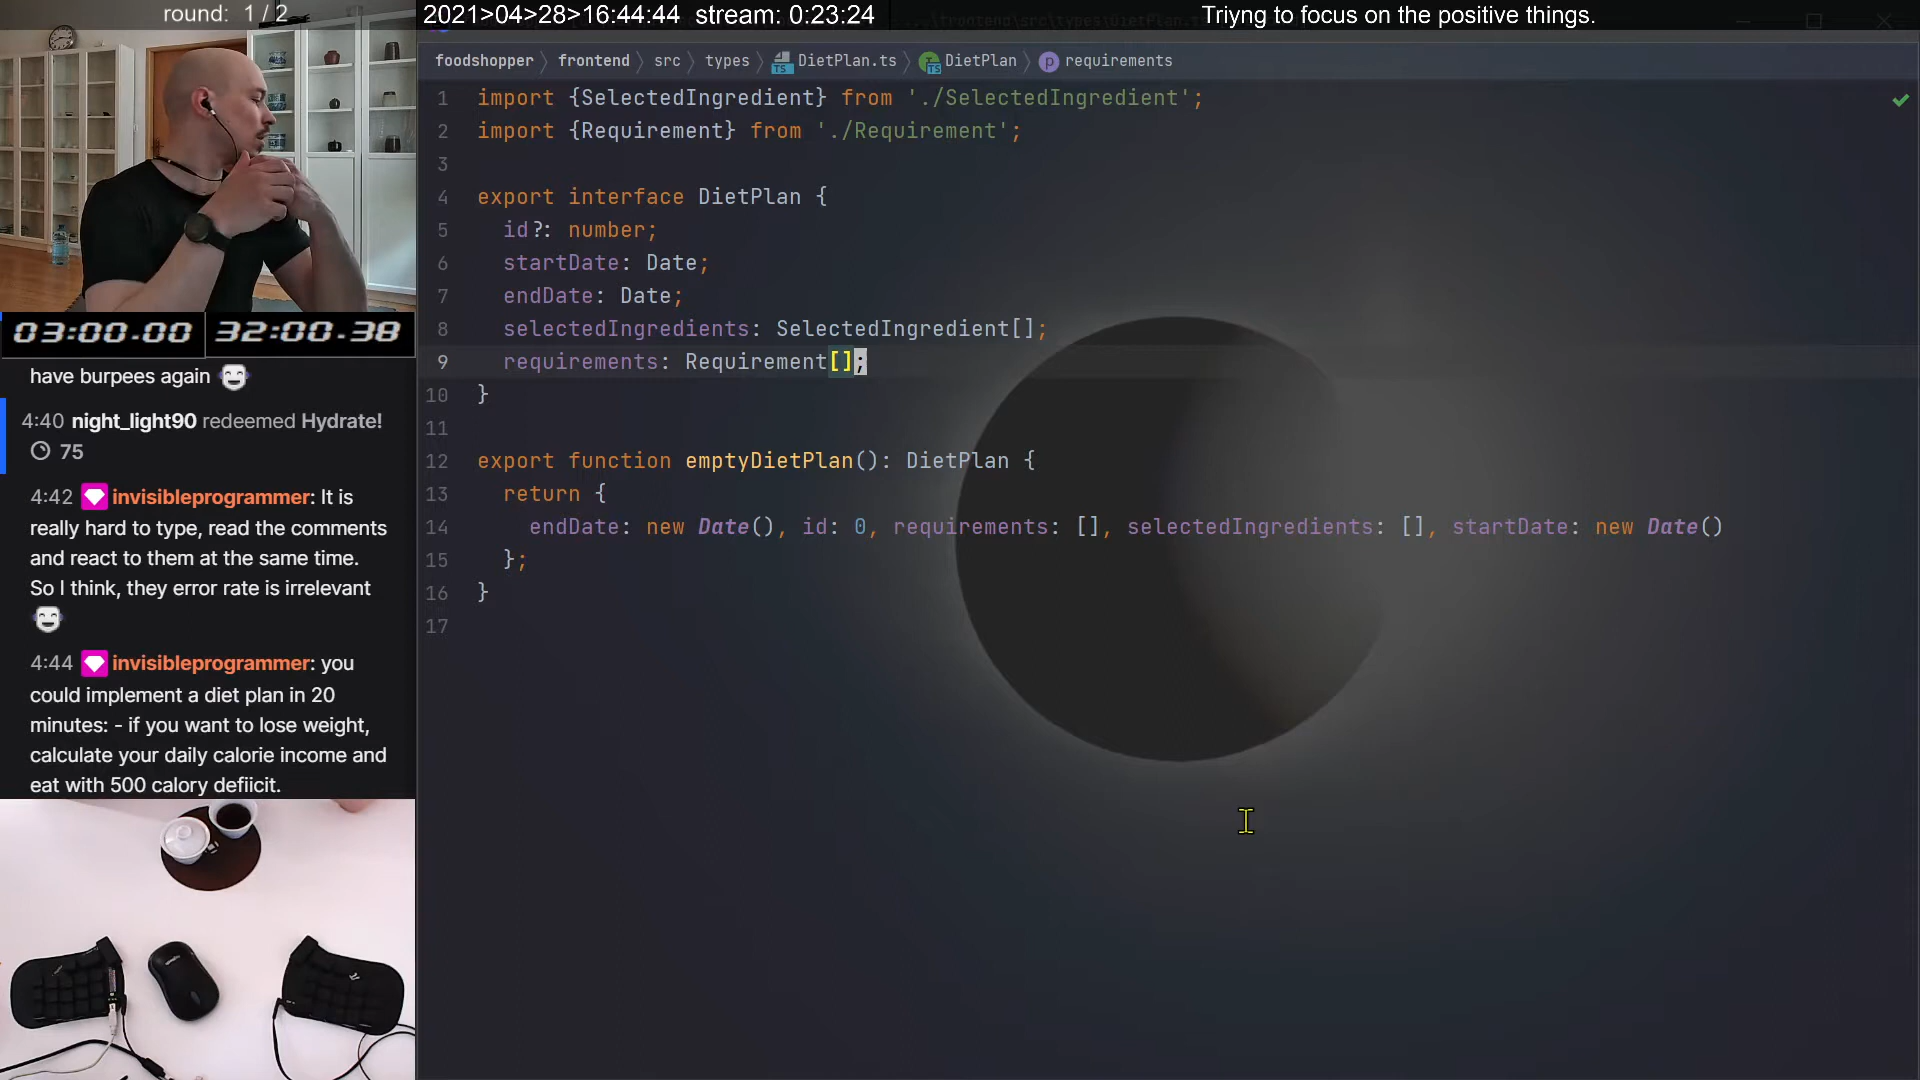 round: 1 / 2
2021>04>28>16:44:44 stream: 0:23:24
Triyng to focus on the positive things.
foodshopper frontend src types DietPlan.ts DietPlan requirements
1 import {SelectedIngredient} from './SelectedIngredient';
2 import {Requirement} from './Requirement';
3
4 export interface DietPlan {
5 id?: number;
6 startDate: Date;
7 endDate: Date;
8 selectedIngredients: SelectedIngredient[];
9 requirements: Requirement[];
10 }
11
12 export function emptyDietPlan(): DietPlan {
13 return {
14 endDate: new Date(), id: 0, requirements: [], selectedIngredients: [], startDate: new Date()
15 };
16 }
17
03:00.00 32:00.38
have burpees again
4:40 night_light90 redeemed Hydrate!
75
4:42 invisibleprogrammer: It is
really hard to type, read the comments
and react to them at the same time.
So I think, they error rate is irrelevant
4:44 invisibleprogrammer: you
could implement a diet plan in 20
minutes: - if you want to lose weight,
calculate your daily calorie income and
eat with 500 calory defiicit.